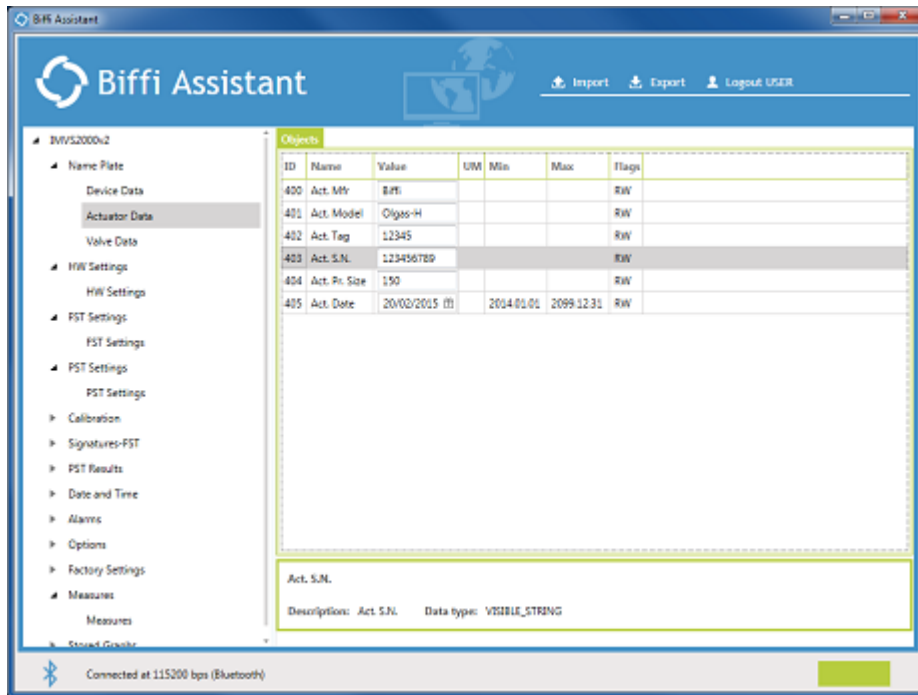 Biffi Assistant
Biffi Assistant
Import Export Logout USER
IMVS2000v2
Name Plate
Device Data
Actuator Data
Valve Data
HW Settings
HW Settings
FST Settings
FST Settings
PST Settings
PST Settings
Calibration
Signatures-FST
PST Results
Date and Time
Alarms
Options
Factory Settings
Measures
Measures
Stored Graphs
Objects
ID Name Value UM Min Max Flags
400 Act. Mfr Biffi RW
401 Act. Model Olgas-H RW
402 Act. Tag 12345 RW
403 Act. S.N. 123456789 RW
404 Act. Pr. Size 150 RW
405 Act. Date 20/02/2015 2014.01.01 2099.12.31 RW
Act. S.N.
Description: Act. S.N. Data type: VISIBLE_STRING
Connected at 115200 bps (Bluetooth)